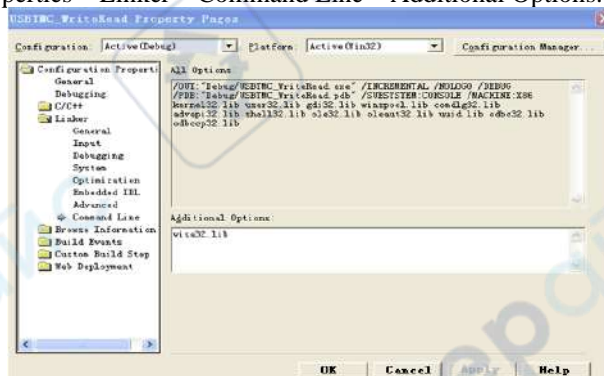 perties---Linker---Command Line---Additional Options.
USBTMC_WriteRead Property Pages
Configuration: Active(Debug) Platform: Active(Win32) Configuration Manager...
Configuration Properti
General
Debugging
C/C++
Linker
General
Input
Debugging
System
Optimization
Embedded IDL
Advanced
Command Line
Browse Information
Build Events
Custom Build Step
Web Deployment
All Options:
/OUT:"Debug/USBTMC_WriteRead.exe" /INCREMENTAL /NOLOGO /DEBUG
/PDB:"Debug/USBTMC_WriteRead.pdb" /SUBSYSTEM:CONSOLE /MACHINE:X86
kernel32.lib user32.lib gdi32.lib winspool.lib comdlg32.lib
advapi32.lib shell32.lib ole32.lib oleaut32.lib uuid.lib odbc32.lib
odbccp32.lib
Additional Options:
visa32.lib
OK Cancel Apply Help